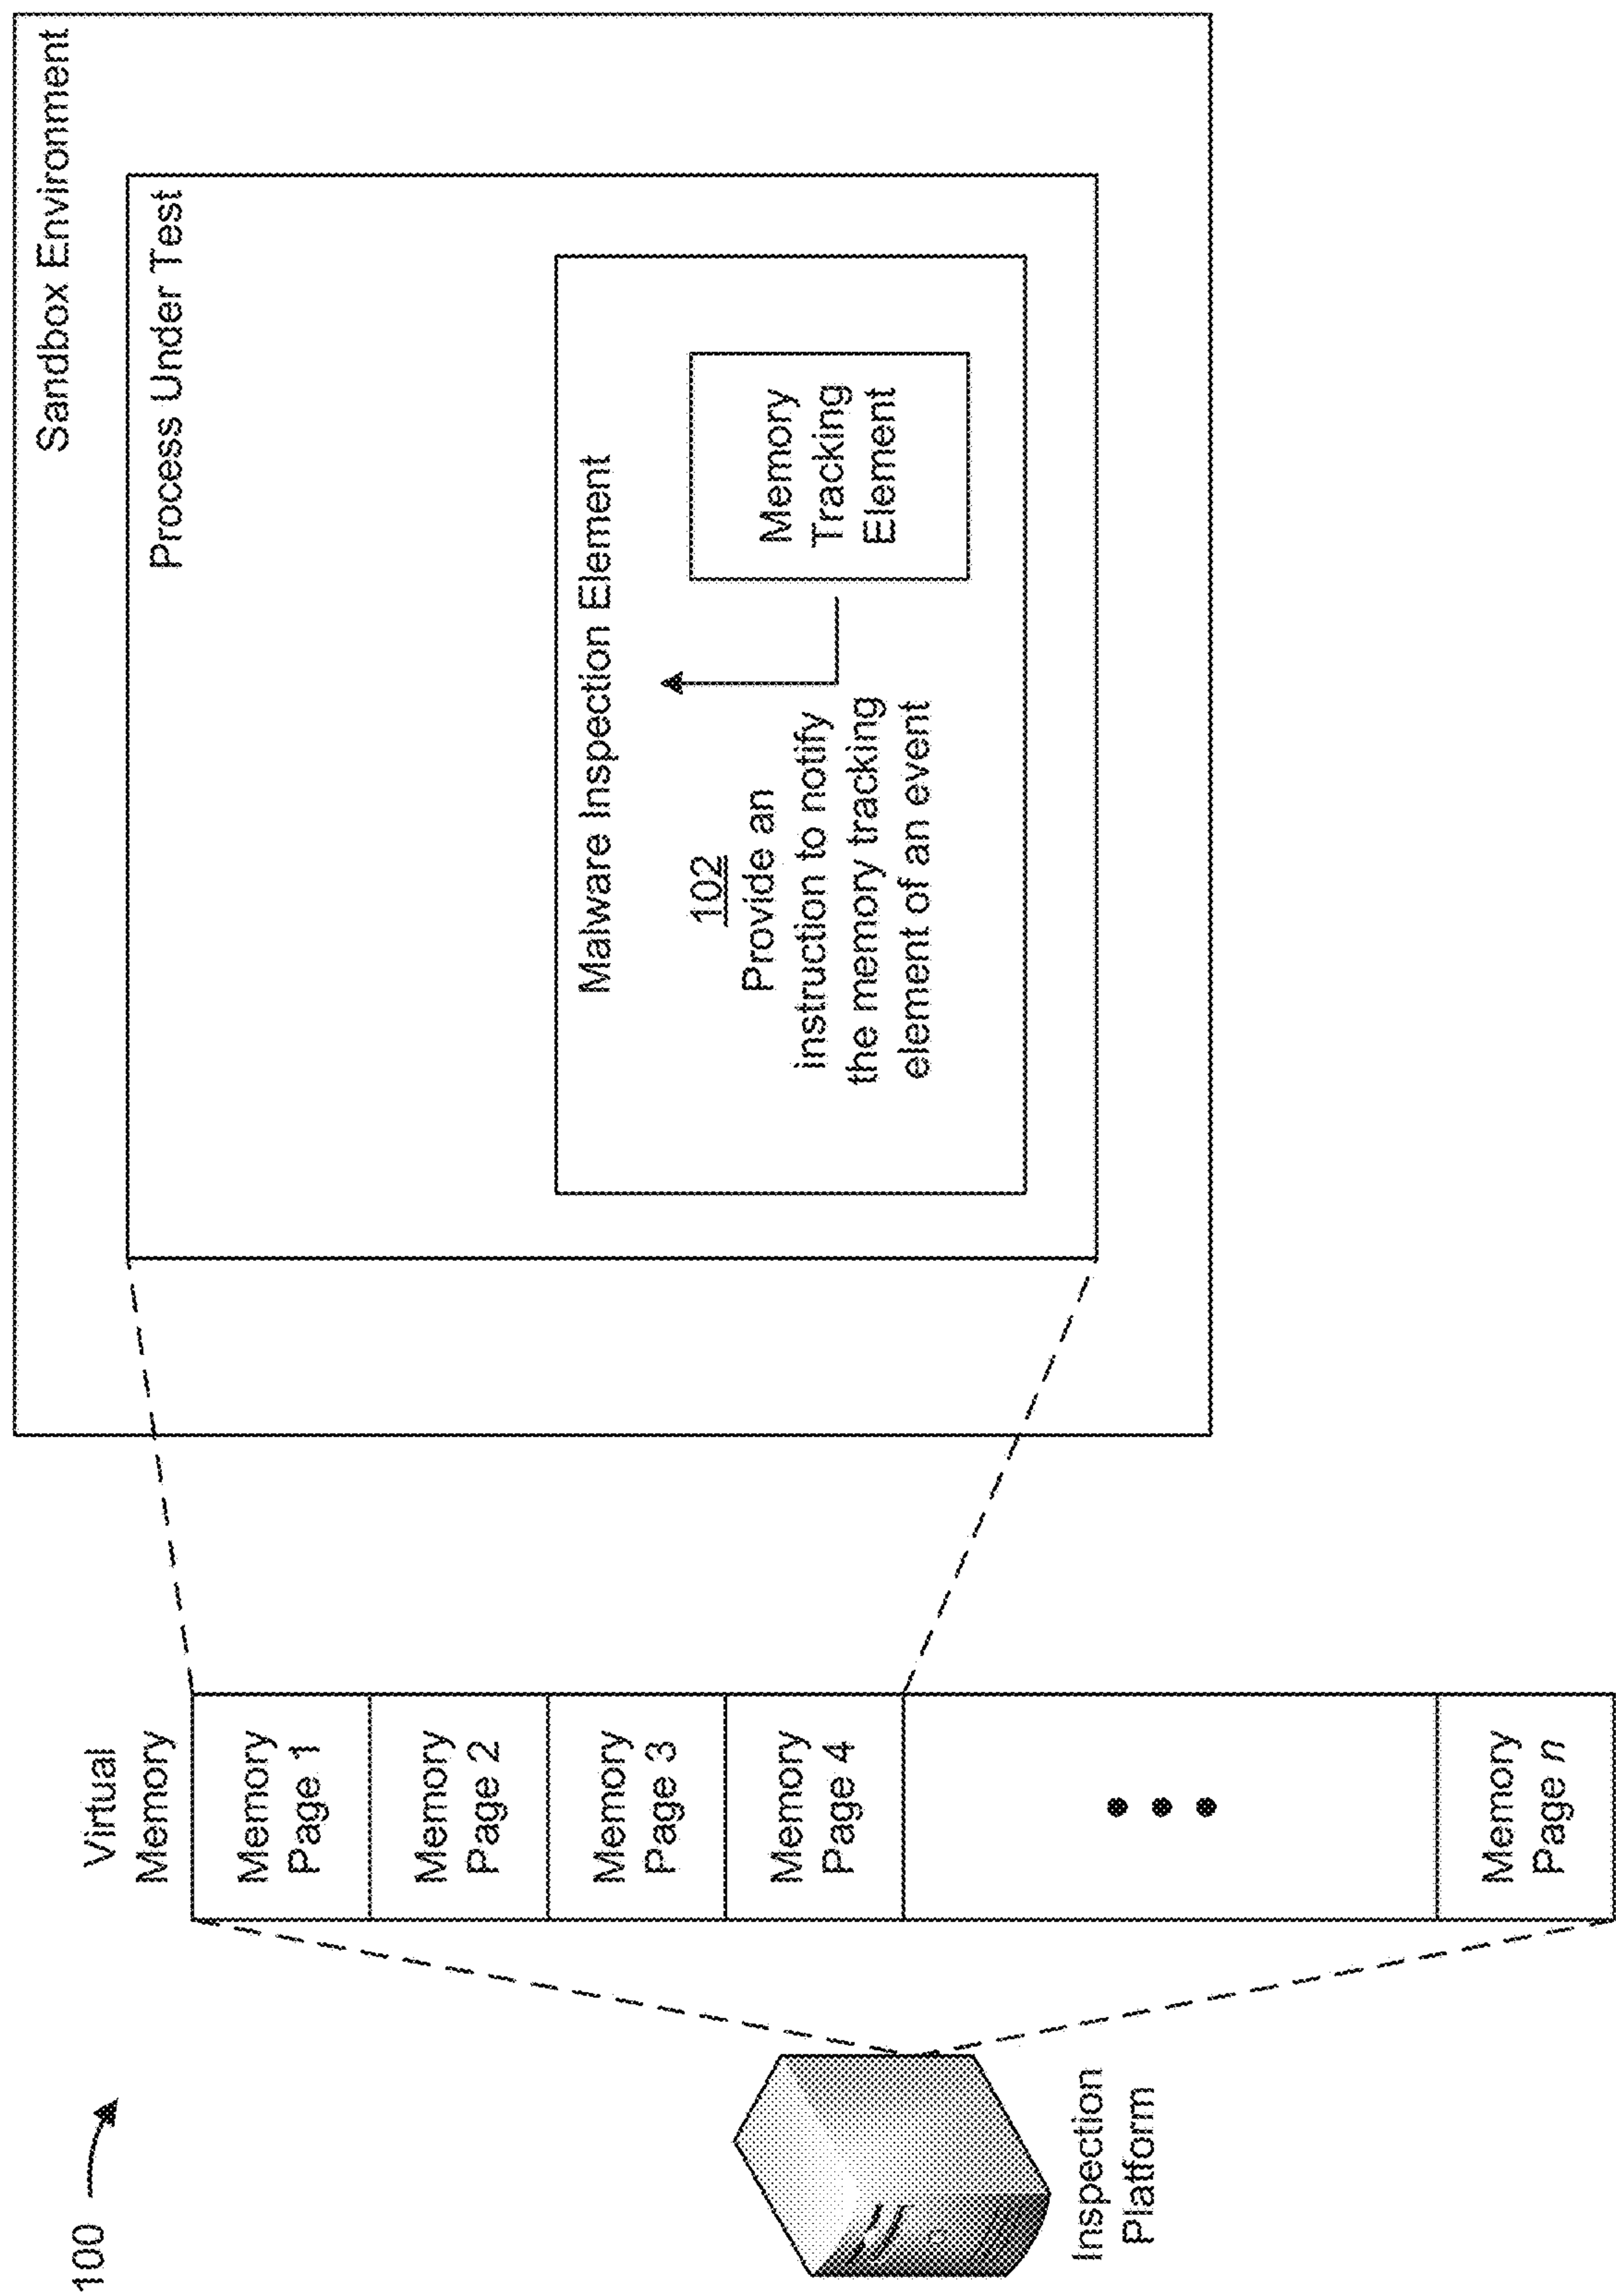 100
Inspection
Platform
Virtual
Memory
Memory
Page 1
Memory
Page 2
Memory
Page 3
Memory
Page 4
Memory
Page n
Sandbox Environment
Process Under Test
Malware Inspection Element
102
Provide an
instruction to notify
the memory tracking
element of an event
Memory
Tracking
Element